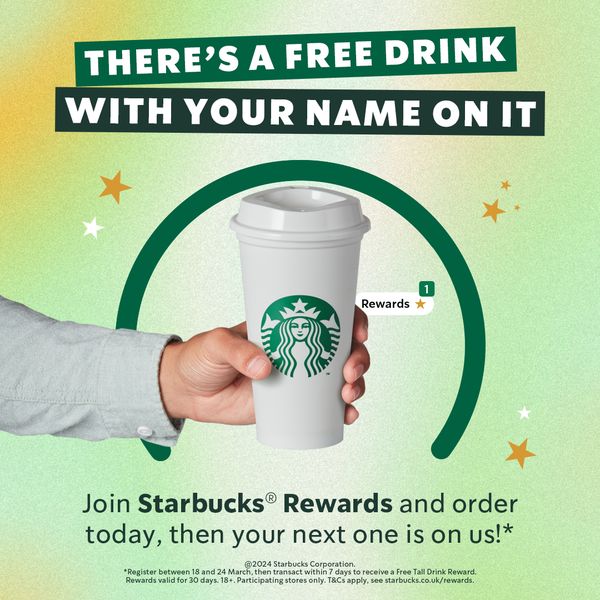 THERE'S A FREE DRINK
WITH YOUR NAME ON IT
1
Rewards
TM
Join Starbucks® Rewards and order
today, then your next one is on us!*
@2024 Starbucks Corporation.
*Register between 18 and 24 March, then transact within 7 days to receive a Free Tall Drink Reward.
Rewards valid for 30 days. 18+. Participating stores only. T&Cs apply, see starbucks.co.uk/rewards.